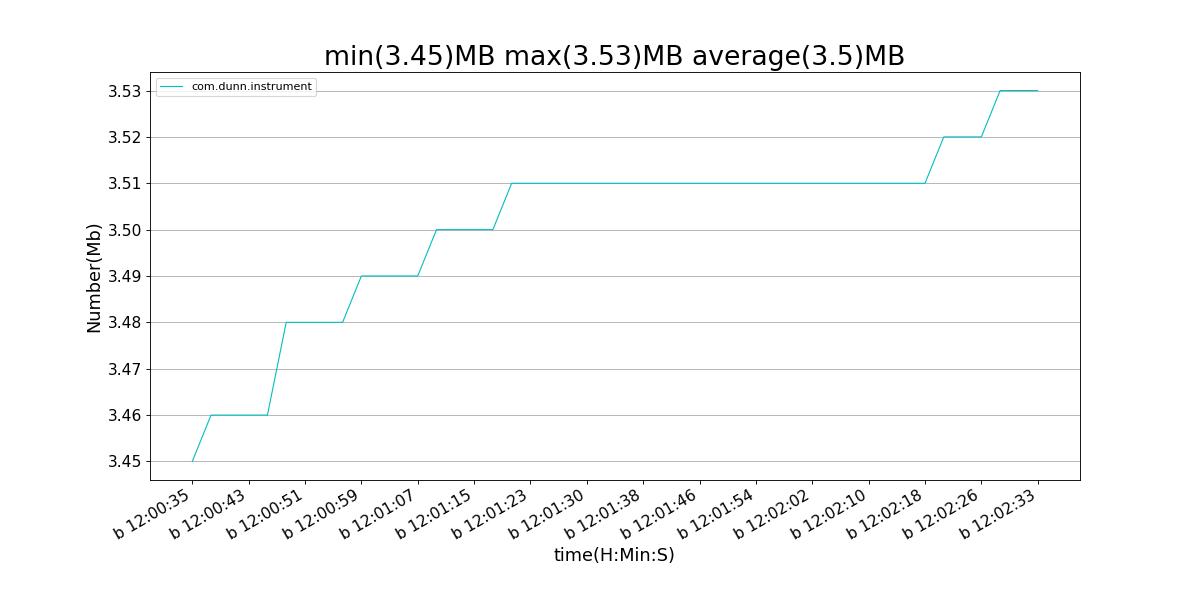 min(3.45)MB max(3.53)MB average(3.5)MB
com.dunn.instrument
3.53
3.52
3.51
3.50
3.49
3.48
3.47
3.46
3.45
Number(Mb)
b 12:00:35
b 12:00:43
b 12:00:51
b 12:00:59
b 12:01:07
b 12:01:15
b 12:01:23
b 12:01:30
b 12:01:38
b 12:01:46
b 12:01:54
b 12:02:02
b 12:02:10
b 12:02:18
b 12:02:26
b 12:02:33
time(H:Min:S)